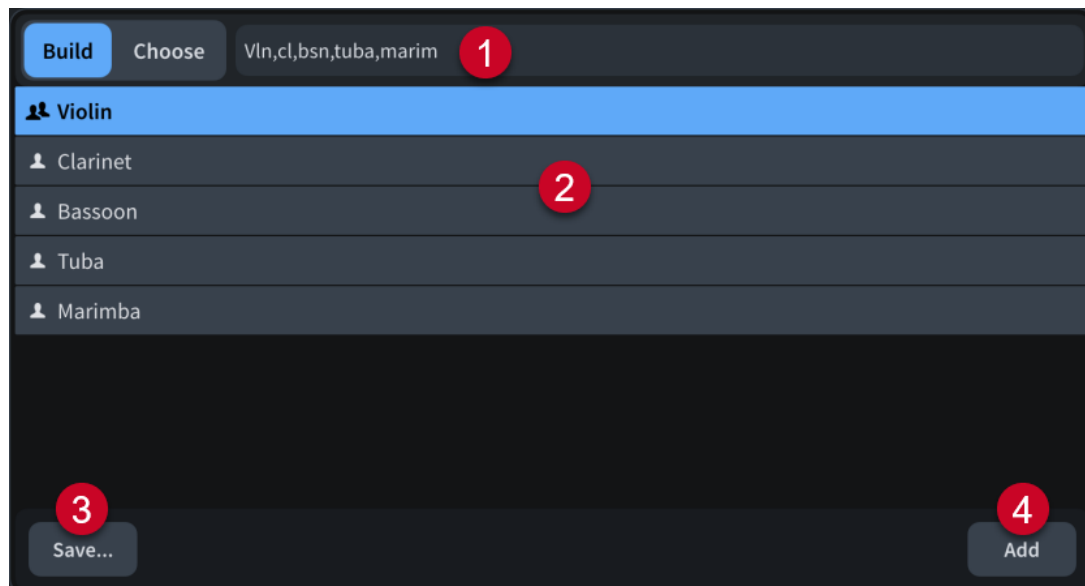 Build Choose Vln,cl,bsn,tuba,marim 1
Violin
Clarinet
2
Bassoon
Tuba
Marimba
3 4
Save... Add